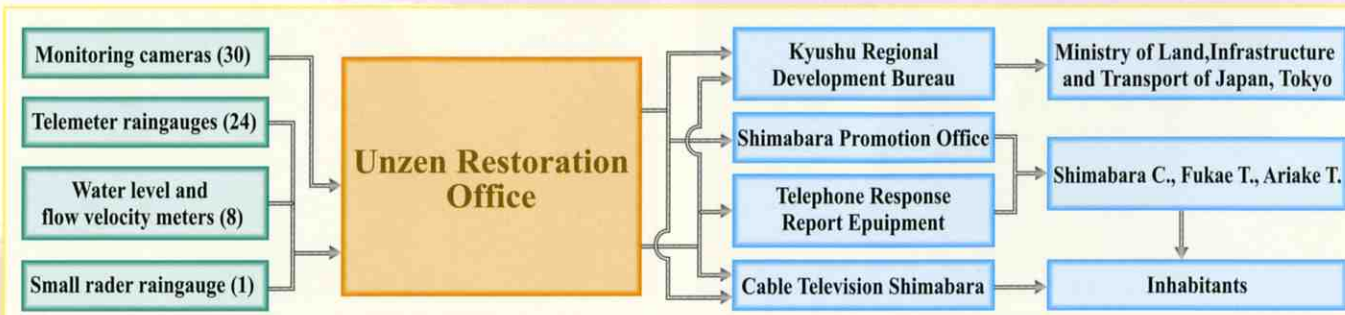 Monitoring cameras (30)
Telemeter raingauges (24)
Water level and
flow velocity meters (8)
Small rader raingauge (1)
Unzen Restoration
Office
Kyushu Regional
Development Bureau
Shimabara Promotion Office
Telephone Response
Report Epuipment
Cable Television Shimabara
Ministry of Land,Infrastructure
and Transport of Japan, Tokyo
Shimabara C., Fukae T., Ariake T.
Inhabitants